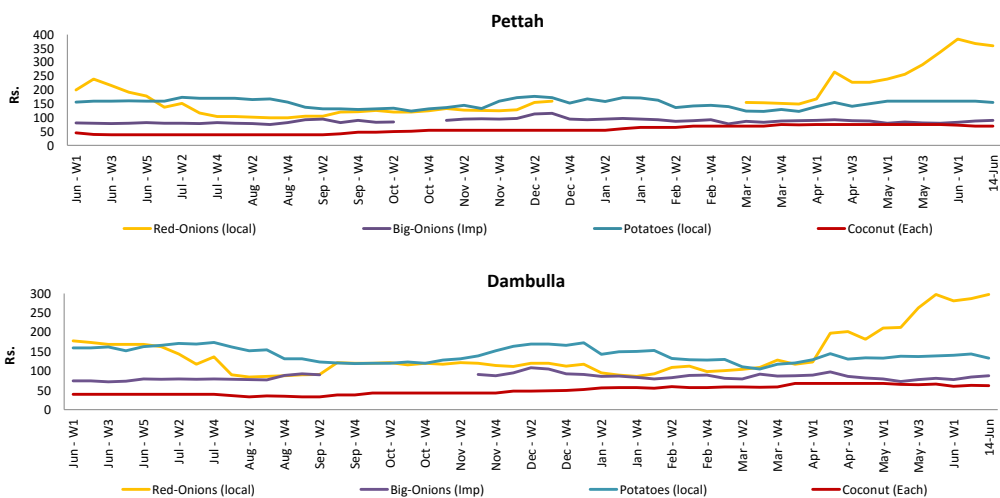 Pettah
Rs.
400
350
300
250
200
150
100
50
0
Jun - W1
Jun - W3
Jun - W5
Jul - W2
Jul - W4
Aug - W2
Aug - W4
Sep - W2
Sep - W4
Oct - W2
Oct - W4
Nov - W2
Nov - W4
Dec - W2
Dec - W4
Jan - W2
Jan - W4
Feb - W2
Feb - W4
Mar - W2
Mar - W4
Apr - W1
Apr - W3
May - W1
May - W3
Jun - W1
14-Jun
Red-Onions (local) Big-Onions (Imp) Potatoes (local) Coconut (Each)
Dambulla
Rs.
300
250
200
150
100
50
0
Jun - W1
Jun - W3
Jun - W5
Jul - W2
Jul - W4
Aug - W2
Aug - W4
Sep - W2
Sep - W4
Oct - W2
Oct - W4
Nov - W2
Nov - W4
Dec - W2
Dec - W4
Jan - W2
Jan - W4
Feb - W2
Feb - W4
Mar - W2
Mar - W4
Apr - W1
Apr - W3
May - W1
May - W3
Jun - W1
14-Jun
Red-Onions (local) Big-Onions (Imp) Potatoes (local) Coconut (Each)